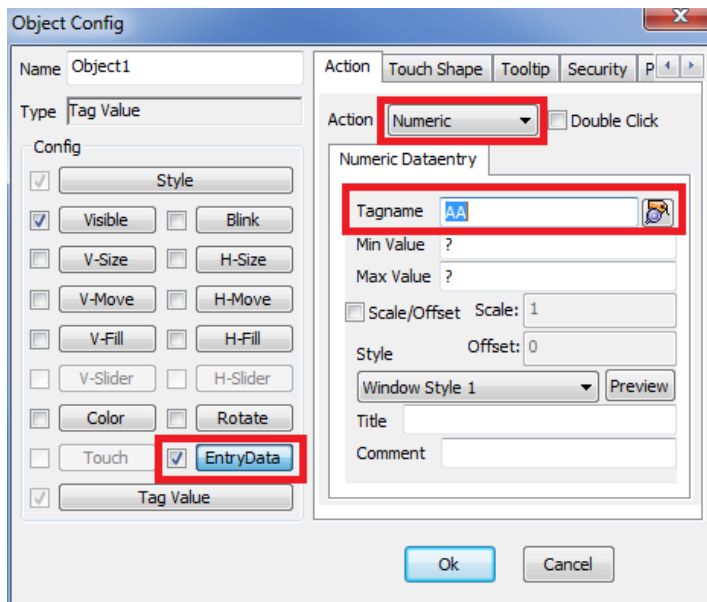 Object Config
X
Name Object1
Type Tag Value
Config
Style
Visible Blink
V-Size H-Size
V-Move H-Move
V-Fill H-Fill
V-Slider H-Slider
Color Rotate
Touch EntryData
Tag Value
Action Touch Shape Tooltip Security P
Action Numeric Double Click
Numeric Dataentry
Tagname AA
Min Value ?
Max Value ?
Scale/Offset Scale: 1
Style Offset: 0
Window Style 1 Preview
Title
Comment
Ok Cancel